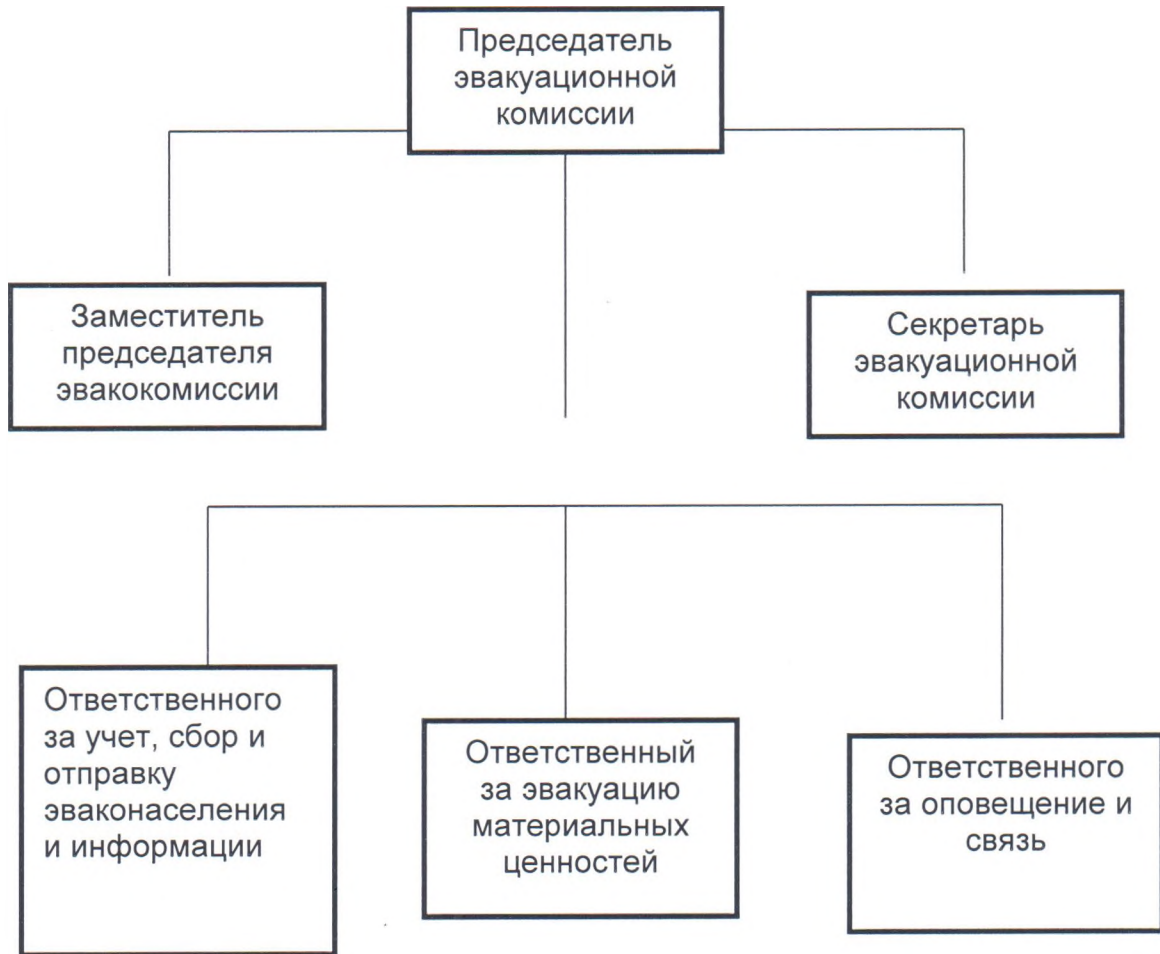 Председатель
эвакуационной
комиссии
Заместитель
председателя
эвакокомиссии
Секретарь
эвакуационной
комиссии
Ответственного
за учет, сбор и
отправку
эваконаселения
и информации
Ответственный
за эвакуацию
материальных
ценностей
Ответственного
за оповещение и
связь